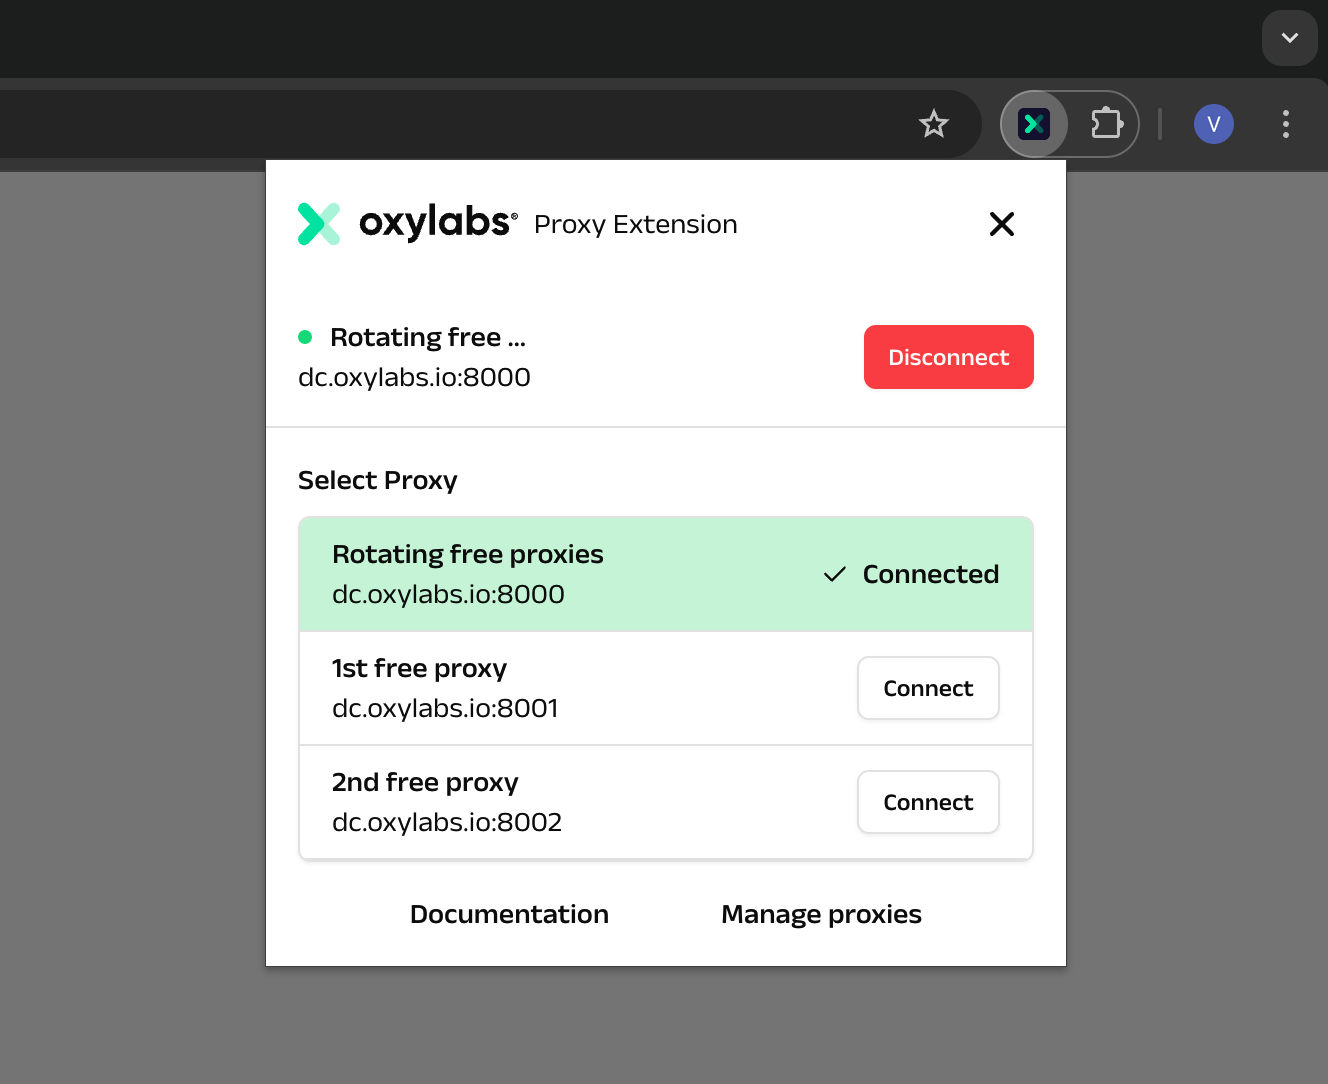 V
oxylabs® Proxy Extension
Rotating free ...
dc.oxylabs.io:8000
Disconnect
Select Proxy
Rotating free proxies
dc.oxylabs.io:8000
Connected
1st free proxy
dc.oxylabs.io:8001
Connect
2nd free proxy
dc.oxylabs.io:8002
Connect
Documentation
Manage proxies